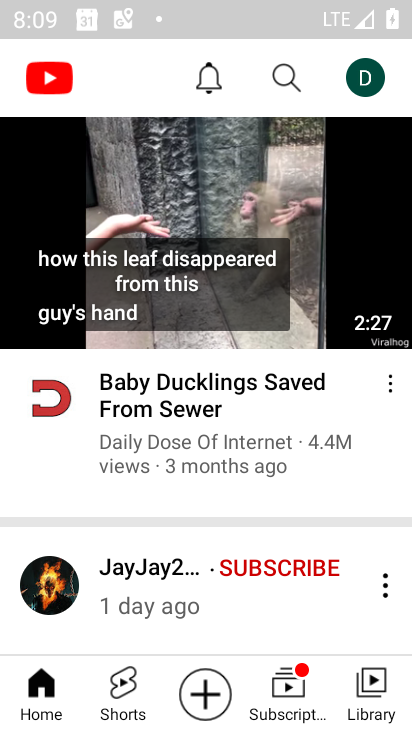 8:09
31
G
LTE
D
how this leaf disappeared
from this
guy's hand
2:27
Viralhog
Baby Ducklings Saved
From Sewer
Daily Dose Of Internet · 4.4M
views · 3 months ago
JayJay2... · SUBSCRIBE
1 day ago
Home
Shorts
Subscript...
Library